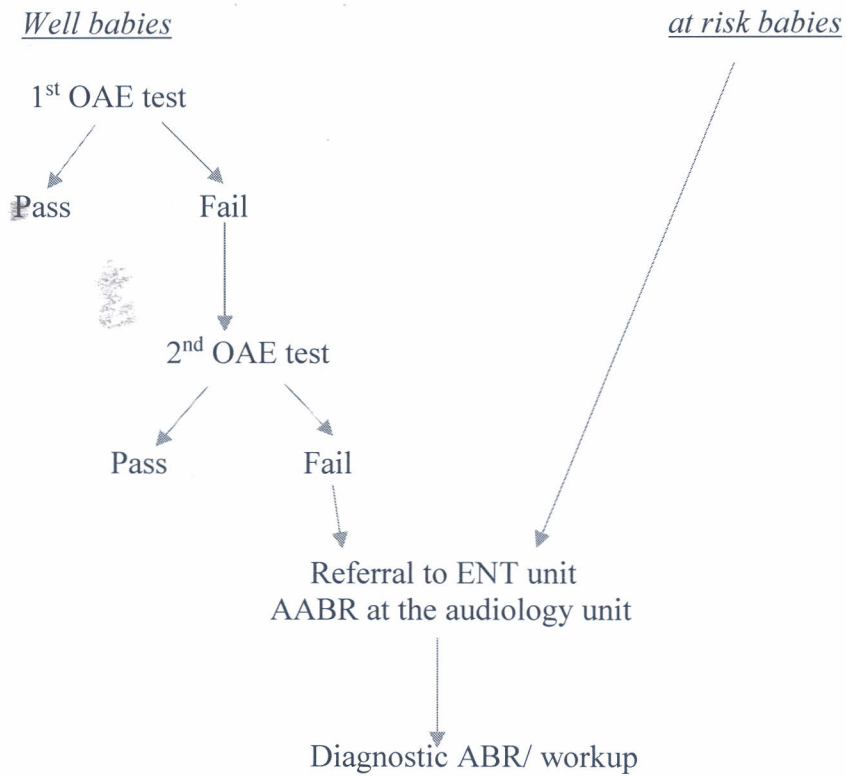 Well babies
at risk babies
1st OAE test
Pass
Fail
2nd OAE test
Pass
Fail
Referral to ENT unit
AABR at the audiology unit
Diagnostic ABR/ workup